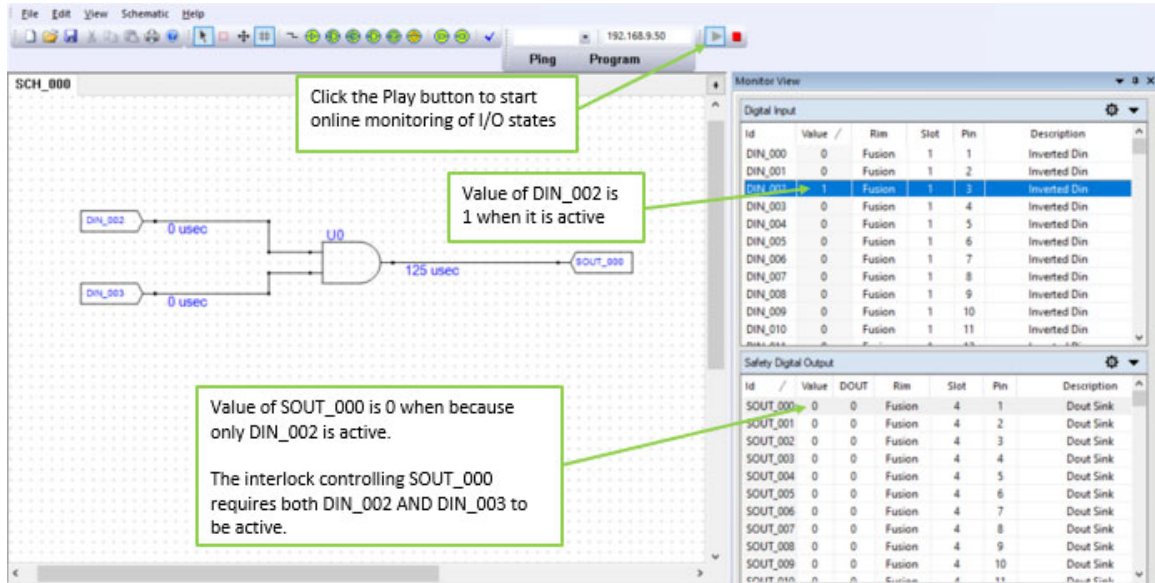 File Edit View Schematic Help
192.168.9.50
Ping Program
SCH_000
Click the Play button to start
online monitoring of I/O states
Value of DIN_002 is
1 when it is active
DIN_002
0 usec
U0
125 usec
SOUT_000
DIN_003
0 usec
Value of SOUT_000 is 0 when because
only DIN_002 is active.
The interlock controlling SOUT_000
requires both DIN_002 AND DIN_003 to
be active.
Monitor View
Digital Input
Id Value / Rim Slot Pin Description
DIN_000 0 Fusion 1 1 Inverted Din
DIN_001 0 Fusion 1 2 Inverted Din
DIN_002 1 Fusion 1 3 Inverted Din
DIN_003 0 Fusion 1 4 Inverted Din
DIN_004 0 Fusion 1 5 Inverted Din
DIN_005 0 Fusion 1 6 Inverted Din
DIN_006 0 Fusion 1 7 Inverted Din
DIN_007 0 Fusion 1 8 Inverted Din
DIN_008 0 Fusion 1 9 Inverted Din
DIN_009 0 Fusion 1 10 Inverted Din
DIN_010 0 Fusion 1 11 Inverted Din
Safety Digital Output
Id / Value DOUT Rim Slot Pin Description
SOUT_000 0 0 Fusion 4 1 Dout Sink
SOUT_001 0 0 Fusion 4 2 Dout Sink
SOUT_002 0 0 Fusion 4 3 Dout Sink
SOUT_003 0 0 Fusion 4 4 Dout Sink
SOUT_004 0 0 Fusion 4 5 Dout Sink
SOUT_005 0 0 Fusion 4 6 Dout Sink
SOUT_006 0 0 Fusion 4 7 Dout Sink
SOUT_007 0 0 Fusion 4 8 Dout Sink
SOUT_008 0 0 Fusion 4 9 Dout Sink
SOUT_009 0 0 Fusion 4 10 Dout Sink